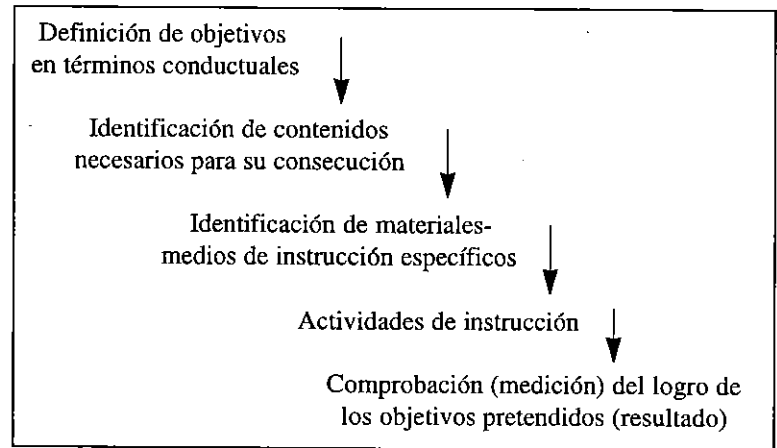 Definición de objetivos
en términos conductuales
Identificación de contenidos
necesarios para su consecución
Identificación de materiales-
medios de instrucción específicos
Actividades de instrucción
Comprobación (medición) del logro de
los objetivos pretendidos (resultado)